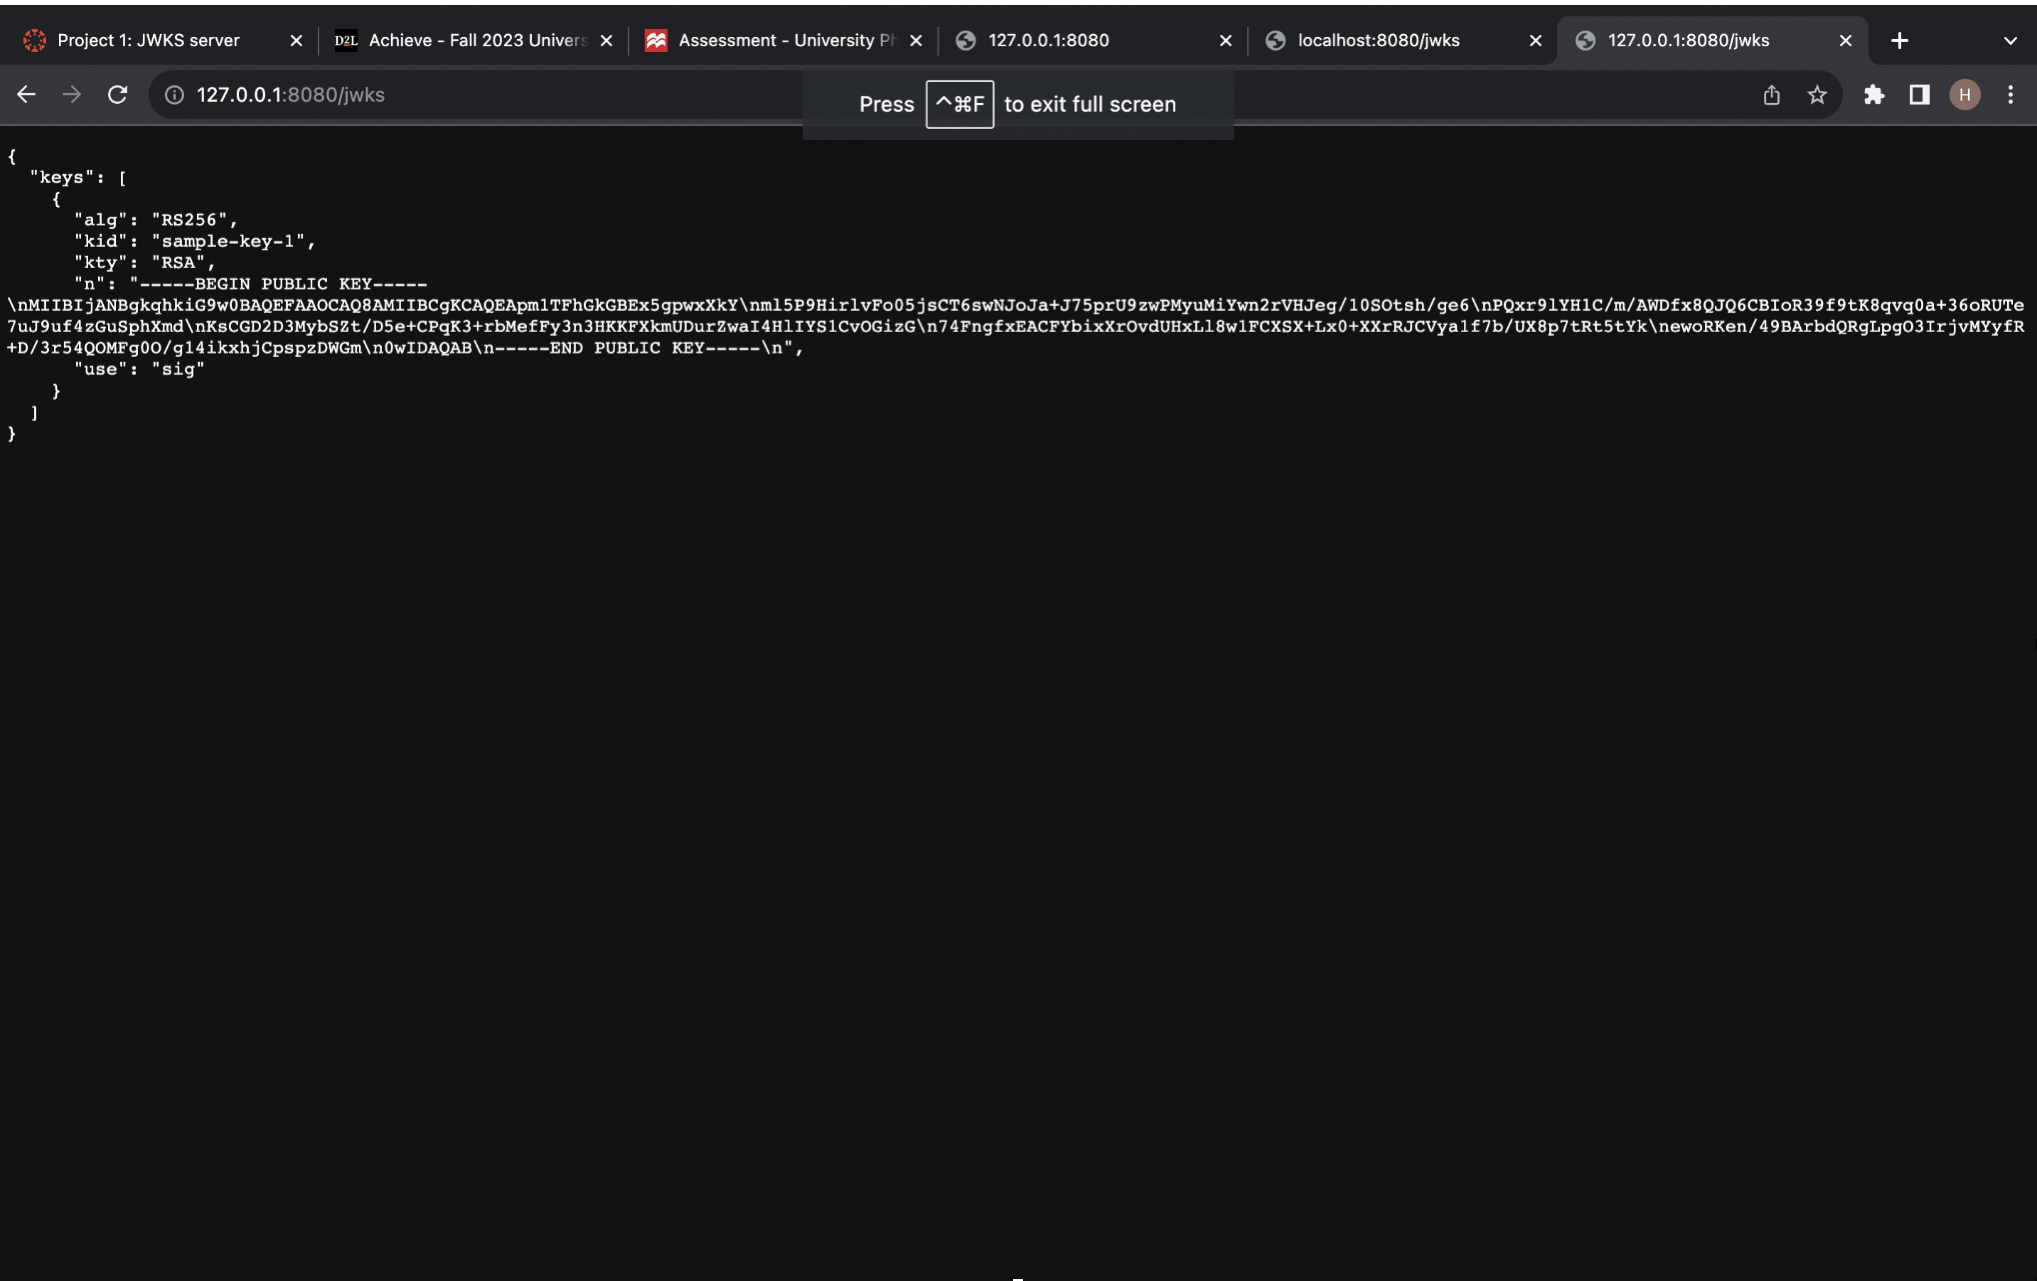 Project 1: JWKS server
D2L Achieve - Fall 2023 Univers
Assessment - University Ph
127.0.0.1:8080
localhost:8080/jwks
127.0.0.1:8080/jwks
127.0.0.1:8080/jwks
Press ^⌘F to exit full screen
H
{
  "keys": [
    {
      "alg": "RS256",
      "kid": "sample-key-1",
      "kty": "RSA",
      "n": "-----BEGIN PUBLIC KEY-----
\nMIIBIjANBgkqhkiG9w0BAQEFAAOCAQ8AMIIBCgKCAQEApm1TFhGkGBEx5gpwxXkY\nml5P9HirlvFo05jsCT6swNJoJa+J75prU9zwPMyuMiYwn2rVHJeg/10SOtsh/ge6\nPQxr9lYH1C/m/AWDfx8QJQ6CBIoR39f9tK8qvq0a+36oRUTe
7uJ9uf4zGuSphXmd\nKsCGD2D3MybSZt/D5e+CPqK3+rbMefFy3n3HKKFXkmUDurZwaI4HlIYS1CvOGizG\n74FngfxEACFYbixXrOvdUHxLl8w1FCXSX+Lx0+XXrRJCVya1f7b/UX8p7tRt5tYk\newoRKen/49BArbdQRgLpgO3IrjvMYyfR
+D/3r54QOMFg0O/g14ikxhjCpspzDWGm\n0wIDAQAB\n-----END PUBLIC KEY-----\n",
      "use": "sig"
    }
  ]
}